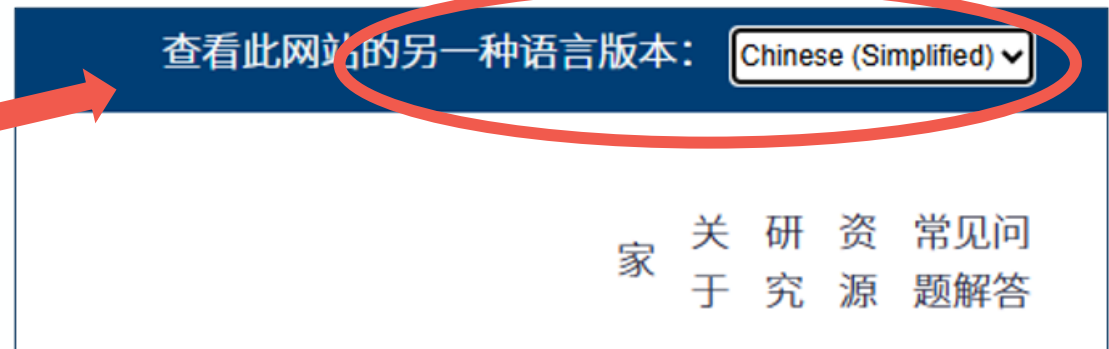 查看此网站的另一种语言版本： Chinese (Simplified)
家 关于 研究 资源 常见问题解答